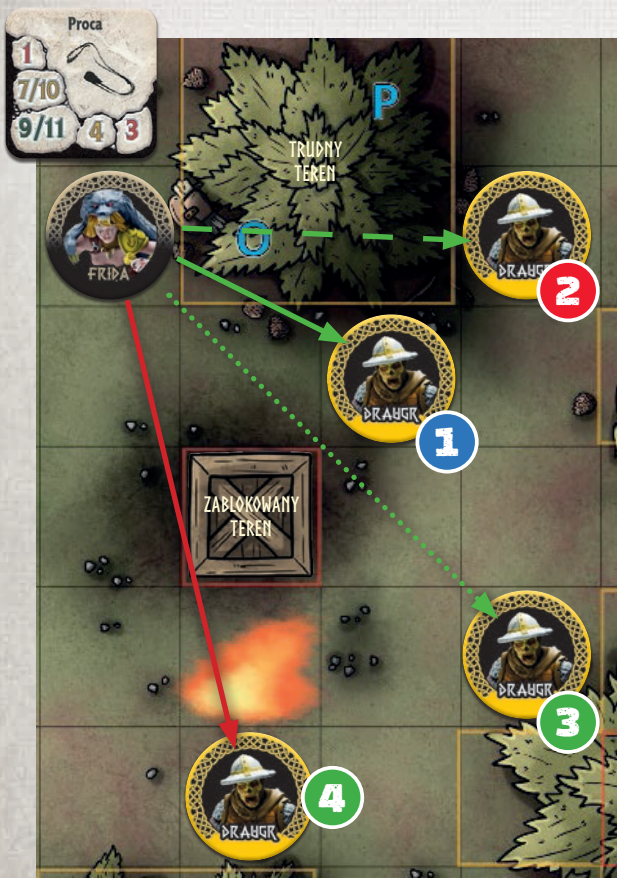 Proca
1
7/10
9/11
4
3
P
TRUDNY
TEREN
O
FRIDA
DRAUGR
2
DRAUGR
1
ZABLOKOWANY
TEREN
DRAUGR
3
DRAUGR
4